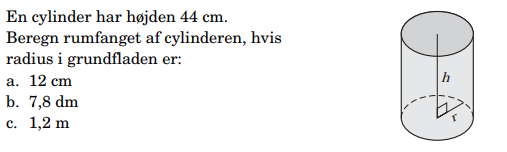 En cylinder har højden 44 cm.
Beregn rumfanget af cylinderen, hvis
radius i grundfladen er:
a. 12 cm
b. 7,8 dm
c. 1,2 m
h
r